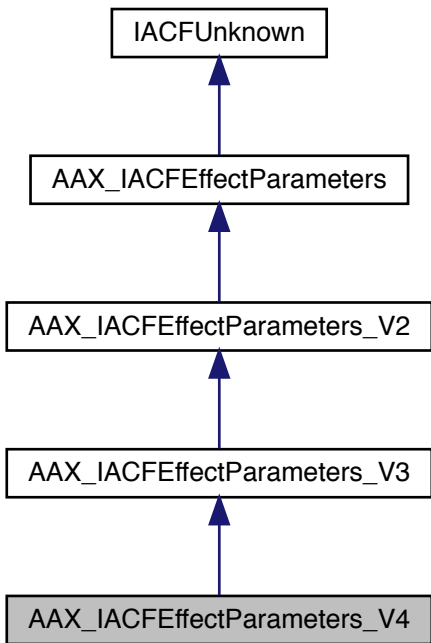 IACFUnknown
AAX_IACFEffectParameters
AAX_IACFEffectParameters_V2
AAX_IACFEffectParameters_V3
AAX_IACFEffectParameters_V4